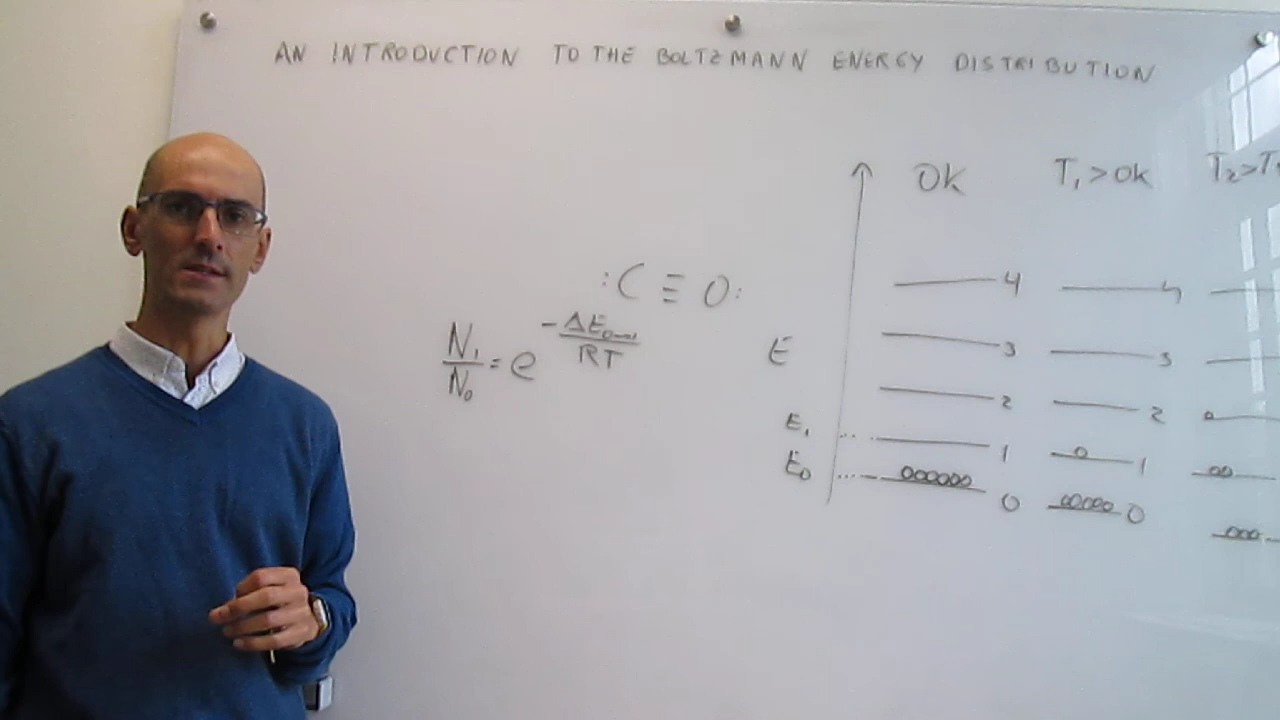 AN INTRODUCTION TO THE BOLTZMANN ENERGY DISTRIBUTION
0K T₁>0K T₂>T₁
:C≡O:
N₁/N₀ = e^(-ΔE₀→₁/RT)
E
4 4
3 3
2 2
E₁ 1 1
E₀ 0 0